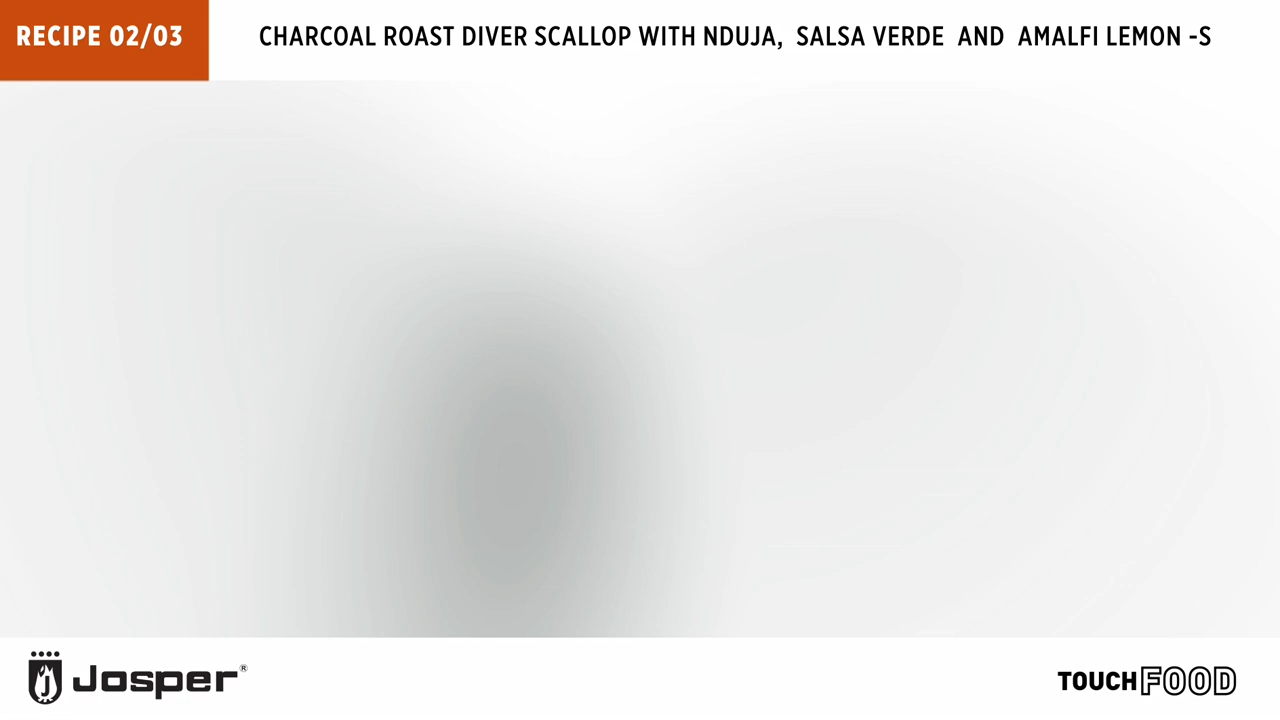 RECIPE 02/03
CHARCOAL ROAST DIVER SCALLOP WITH NDUJA, SALSA VERDE AND AMALFI LEMON -S
Josper®
TOUCHFOOD